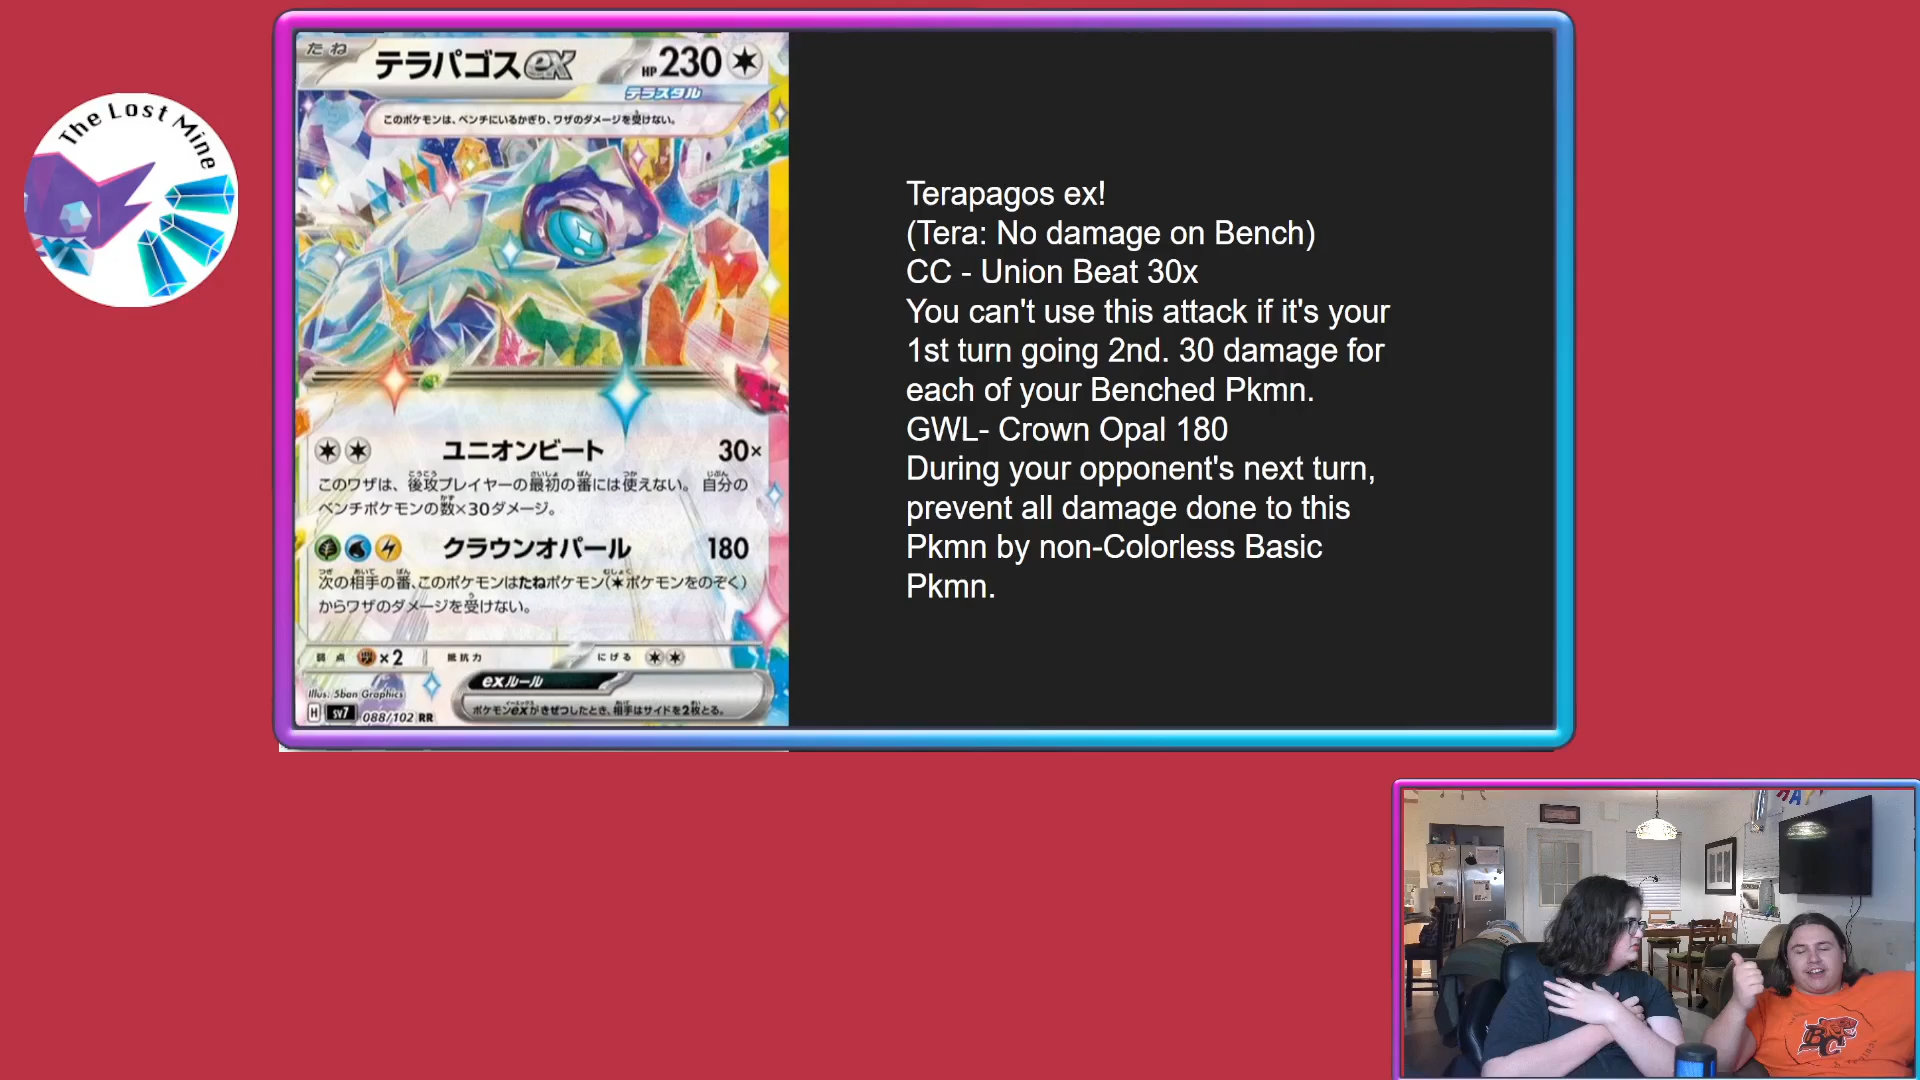 The Lost Mine
たね
テラパゴスex
HP 230
テラスタル
このポケモンは、ベンチにいるかぎり、ワザのダメージを受けない。
ユニオンビート 30×
このワザは、後攻プレイヤーの最初の番には使えない。自分の
ベンチポケモンの数×30ダメージ。
クラウンオパール 180
次の相手の番、このポケモンはたねポケモン(ポケモンをのぞく)
からワザのダメージを受けない。
弱点 ×2 抵抗力 にげる
exルール
ポケモンexがきぜつしたとき、相手はサイドを2枚とる。
Illus. 5ban Graphics
H sv7 088/102 RR
Terapagos ex!
(Tera: No damage on Bench)
CC - Union Beat 30x
You can't use this attack if it's your
1st turn going 2nd. 30 damage for
each of your Benched Pkmn.
GWL- Crown Opal 180
During your opponent's next turn,
prevent all damage done to this
Pkmn by non-Colorless Basic
Pkmn.
HA
BC